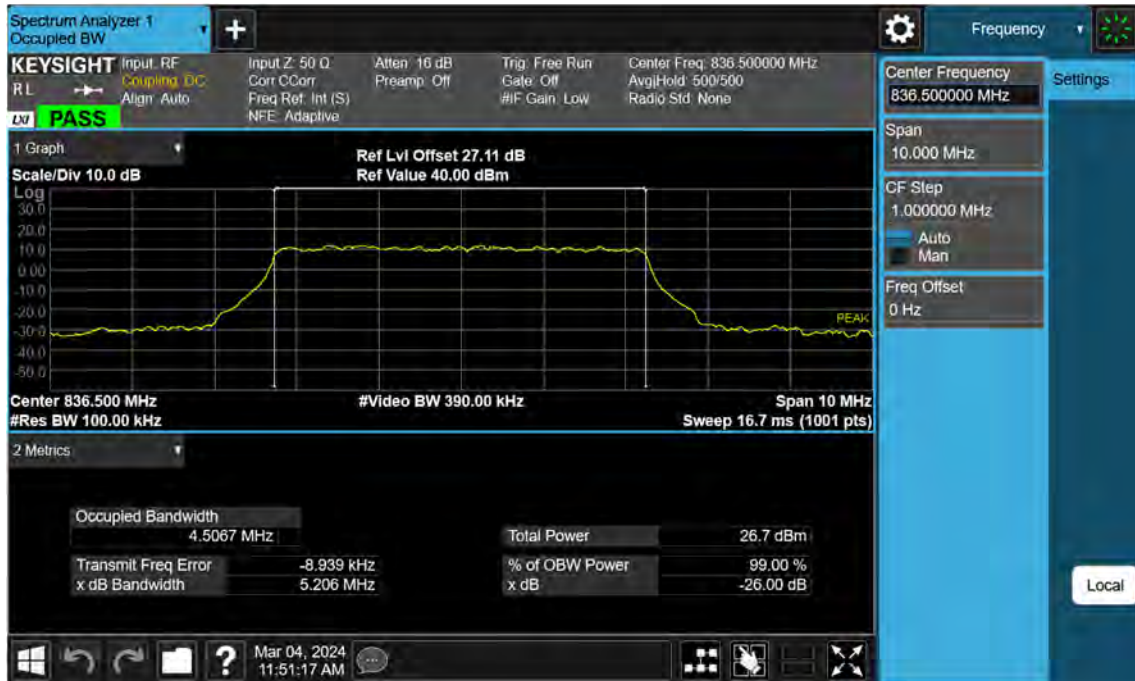 Spectrum Analyzer 1
Occupied BW
+
Frequency
KEYSIGHT
RL
LXI
PASS
Input: RF
Coupling: DC
Align: Auto
Input Z: 50 Ω
Corr CCorr
Freq Ref: Int (S)
NFE: Adaptive
Atten: 16 dB
Preamp: Off
Trig: Free Run
Gate: Off
#IF Gain: Low
Center Freq: 836.500000 MHz
Avg|Hold: 500/500
Radio Std: None
1 Graph
Scale/Div 10.0 dB
Ref Lvl Offset 27.11 dB
Ref Value 40.00 dBm
Log
30.0
20.0
10.0
0.00
-10.0
-20.0
-30.0
-40.0
-50.0
PEAK
Center 836.500 MHz
#Video BW 390.00 kHz
Span 10 MHz
#Res BW 100.00 kHz
Sweep 16.7 ms (1001 pts)
2 Metrics
Occupied Bandwidth
4.5067 MHz
Total Power 26.7 dBm
Transmit Freq Error -8.939 kHz
% of OBW Power 99.00 %
x dB Bandwidth 5.206 MHz
x dB -26.00 dB
?
Mar 04, 2024
11:51:17 AM
Center Frequency
836.500000 MHz
Settings
Span
10.000 MHz
CF Step
1.000000 MHz
Auto
Man
Freq Offset
0 Hz
Local